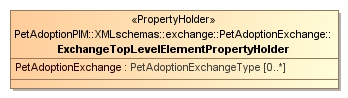 «PropertyHolder»
PetAdoptionPIM::XMLschemas::exchange::PetAdoptionExchange::
ExchangeTopLevelElementPropertyHolder
PetAdoptionExchange : PetAdoptionExchangeType [0..*]